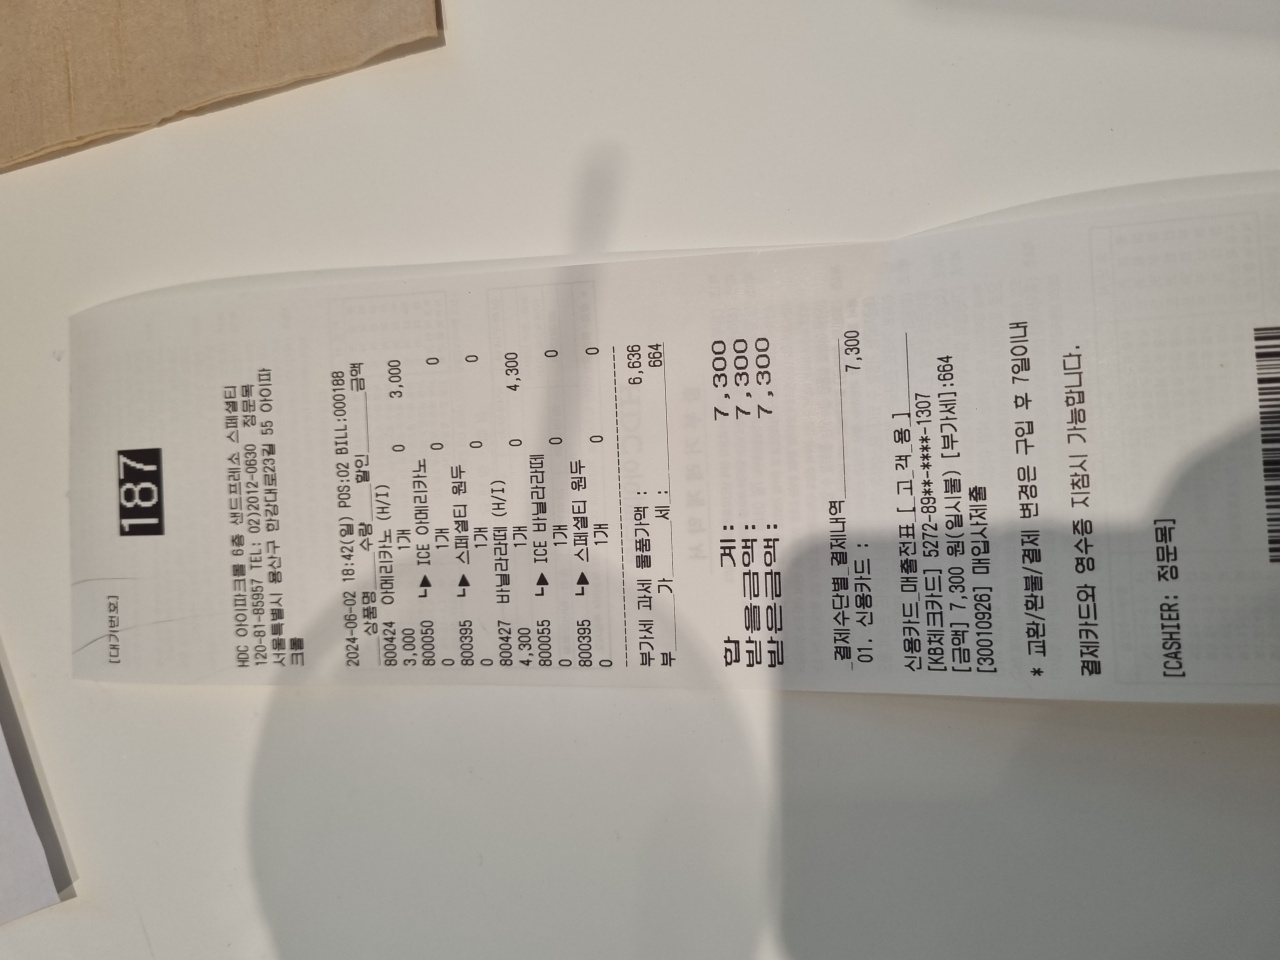 [대기번호]
187
HDC 아이파크몰 6층 샌드프레소 스페셜티
120-81-85957 TEL: 02)2012-0630 정문목
서울특별시 용산구 한강대로23길 55 아이파
크몰
2024-06-02 18:42(일) POS:02 BILL:000188
상품명 수량 할인 금액
800424 아메리카노 (H/I)
3,000 1개 0 3,000
800050 ┗▶ ICE 아메리카노
0 1개 0 0
800395 ┗▶ 스페셜티 원두
0 1개 0 0
800427 바닐라라떼 (H/I)
4,300 1개 0 4,300
800055 ┗▶ ICE 바닐라라떼
0 1개 0 0
800395 ┗▶ 스페셜티 원두
0 1개 0 0
부가세 과세 물품가액 : 6,636
부 가 세 : 664
합 계 : 7,300
받을금액 : 7,300
받은금액 : 7,300
결제수단별 결제내역
01. 신용카드 : 7,300
신용카드 매출전표 [ 고 객 용 ]
[KB체크카드] 5272-89**-****-1307
[금액] 7,300 원(일시불) [부가세]:664
[30010926] 매입사제출
* 교환/환불/결제 변경은 구입 후 7일이내
결제카드와 영수증 지참시 가능합니다.
[CASHIER: 정문목]